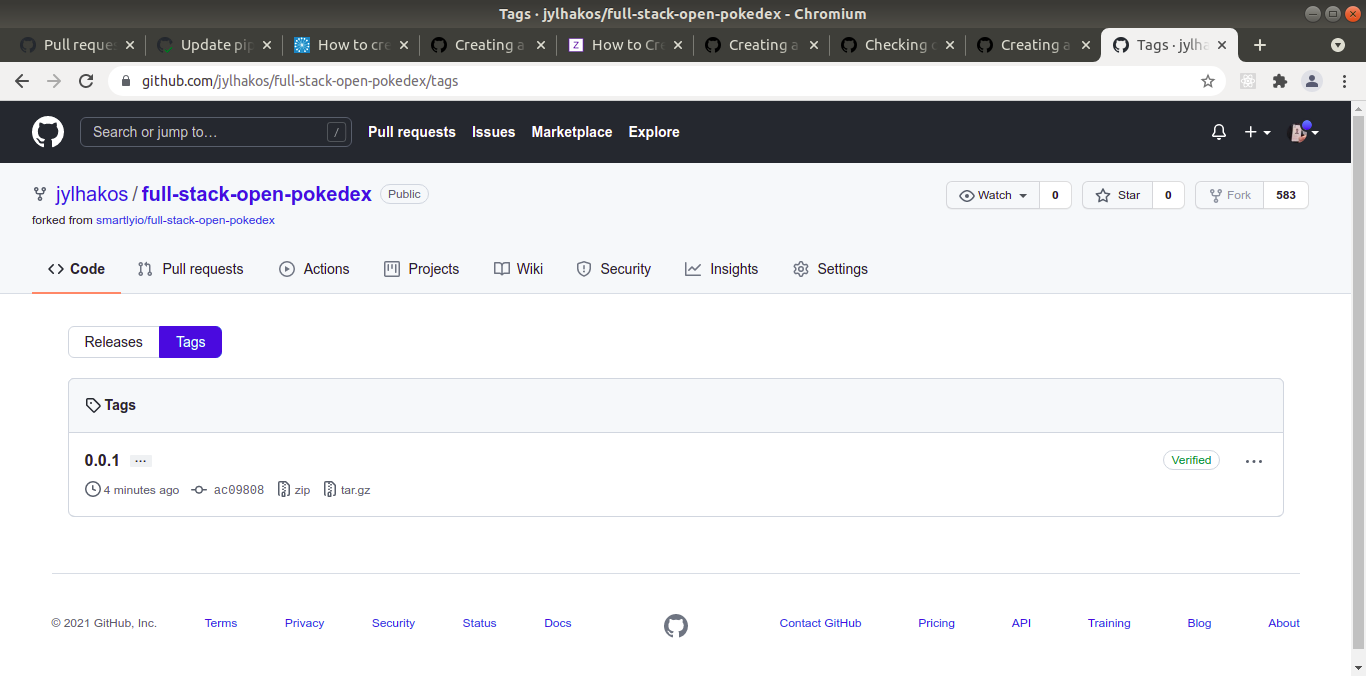 Tags · jylhakos/full-stack-open-pokedex - Chromium
Pull reque Update pip How to cre Creating a How to Cre Creating a Checking Creating a Tags · jylha
github.com/jylhakos/full-stack-open-pokedex/tags
Search or jump to… / Pull requests Issues Marketplace Explore
jylhakos / full-stack-open-pokedex Public Watch 0 Star 0 Fork 583
forked from smartlyio/full-stack-open-pokedex
Code Pull requests Actions Projects Wiki Security Insights Settings
Releases Tags
Tags
0.0.1 ... Verified ...
4 minutes ago ac09808 zip tar.gz
© 2021 GitHub, Inc. Terms Privacy Security Status Docs Contact GitHub Pricing API Training Blog About